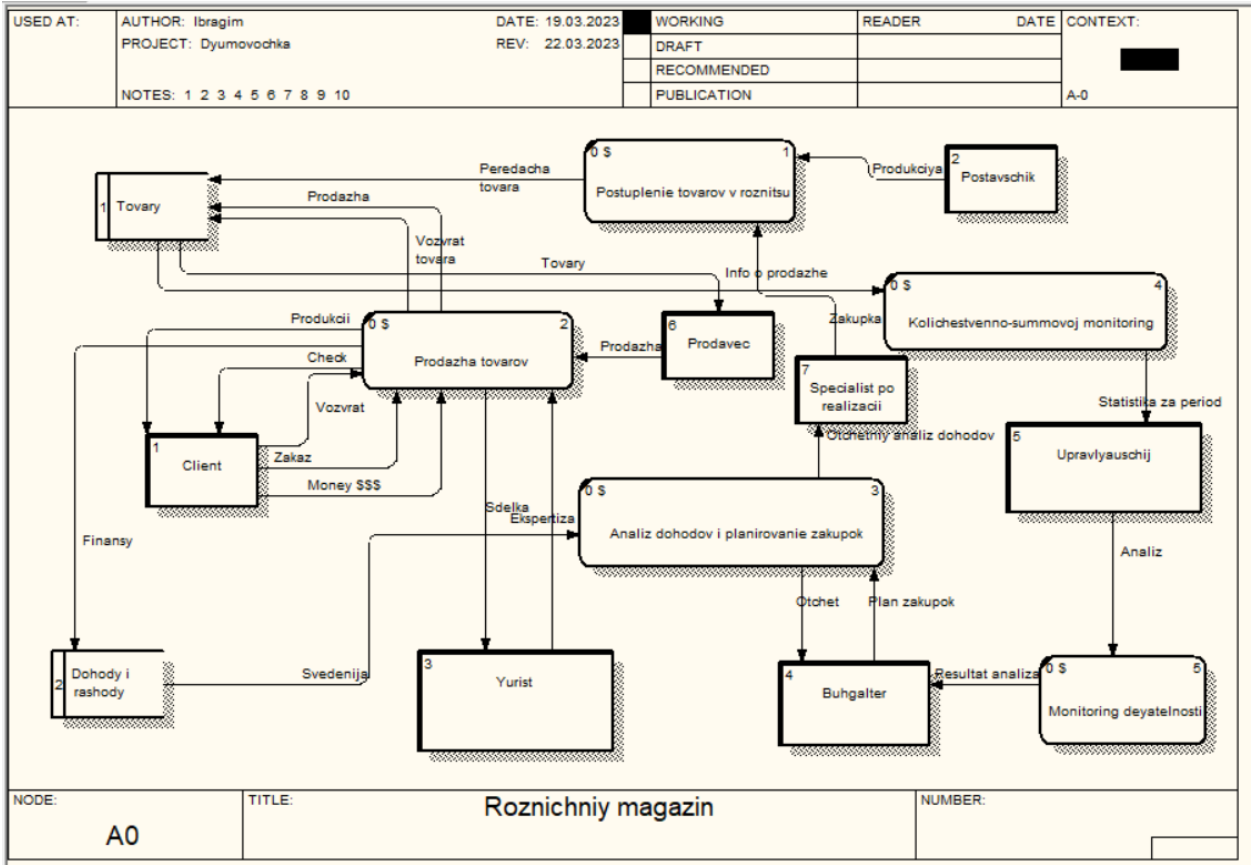 USED AT:
AUTHOR: Ibragim
DATE: 19.03.2023
WORKING
READER
DATE
CONTEXT:
PROJECT: Dyumovochka
REV: 22.03.2023
DRAFT
RECOMMENDED
NOTES: 1 2 3 4 5 6 7 8 9 10
PUBLICATION
A-0
0 $
1
Postuplenie tovarov v roznitsu
Peredacha
tovara
Produkciya
2
Postavschik
1
Tovary
Prodazha
Vozvrat
tovara
Tovary
Info o prodazhe
0 $
4
Kolichestvenno-summovoj monitoring
Produkcii
0 $
2
Prodazha tovarov
Prodazha
6
Prodavec
Zakupka
Check
7
Specialist po
realizacii
Vozvrat
Statistika za period
Otchetniy analiz dohodov
1
Client
Zakaz
Money $$$
5
Upravlyauschij
0 $
3
Analiz dohodov i planirovanie zakupok
Sdelka
Ekspertiza
Finansy
Analiz
Otchet
Plan zakupok
2
Dohody i
rashody
Svedenija
3
Yurist
4
Buhgalter
Resultat analiza
0 $
5
Monitoring deyatelnosti
NODE:
TITLE:
NUMBER:
A0
Roznichniy magazin